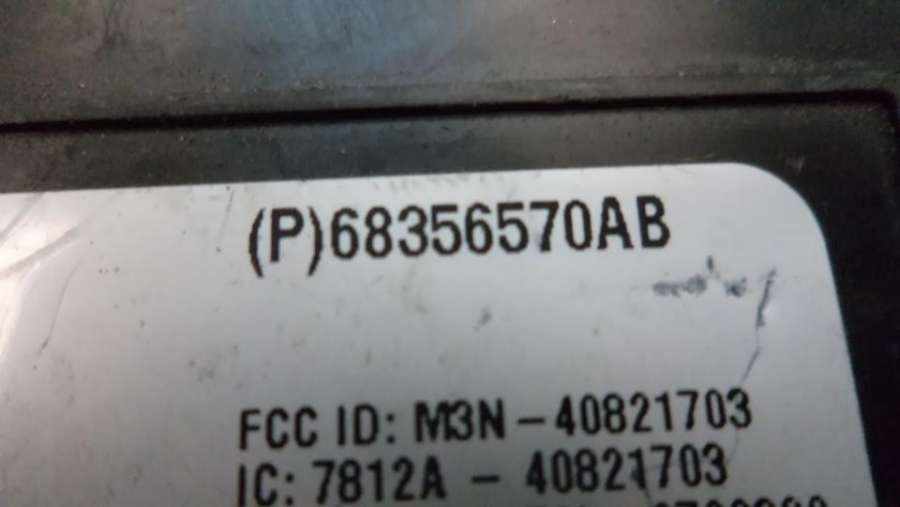 (P)68356570AB
FCC ID: M3N-40821703
IC: 7812A - 40821703